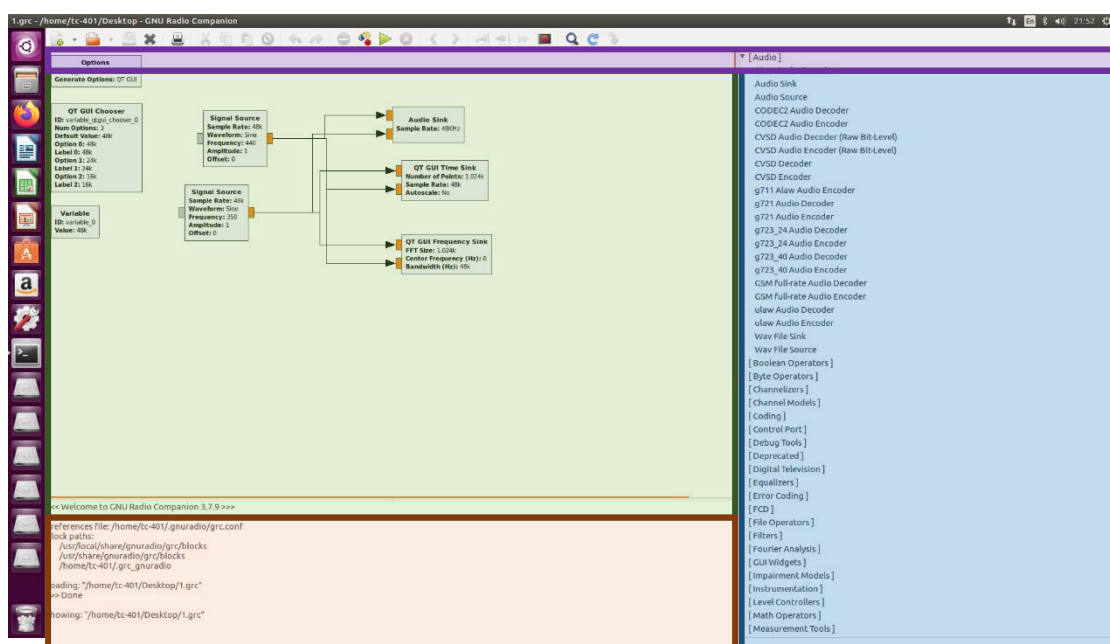 1.grc - /home/tc-401/Desktop - GNU Radio Companion
En
21:52
Options
Generate Options: QT GUI
QT GUI Chooser
ID: variable_qtgui_chooser_0
Num Options: 3
Default Value: 48k
Option 0: 48k
Label 0: 48k
Option 1: 24k
Label 1: 24k
Option 2: 16k
Label 2: 16k
Variable
ID: variable_0
Value: 48k
Signal Source
Sample Rate: 48k
Waveform: Sine
Frequency: 440
Amplitude: 1
Offset: 0
Signal Source
Sample Rate: 48k
Waveform: Sine
Frequency: 350
Amplitude: 1
Offset: 0
Audio Sink
Sample Rate: 48KHz
QT GUI Time Sink
Number of Points: 1.024k
Sample Rate: 48k
Autoscale: No
QT GUI Frequency Sink
FFT Size: 1.024k
Center Frequency (Hz): 0
Bandwidth (Hz): 48k
<< Welcome to GNU Radio Companion 3.7.9 >>>
references file: /home/tc-401/.gnuradio/grc.conf
lock paths:
/usr/local/share/gnuradio/grc/blocks
/usr/share/gnuradio/grc/blocks
/home/tc-401/.grc_gnuradio
oading: "/home/tc-401/Desktop/1.grc"
>> Done
howing: "/home/tc-401/Desktop/1.grc"
[Audio]
Audio Sink
Audio Source
CODEC2 Audio Decoder
CODEC2 Audio Encoder
CVSD Audio Decoder (Raw Bit-Level)
CVSD Audio Encoder (Raw Bit-Level)
CVSD Decoder
CVSD Encoder
g711 Alaw Audio Encoder
g721 Audio Decoder
g721 Audio Encoder
g723_24 Audio Decoder
g723_24 Audio Encoder
g723_40 Audio Decoder
g723_40 Audio Encoder
GSM full-rate Audio Decoder
GSM full-rate Audio Encoder
ulaw Audio Decoder
ulaw Audio Encoder
Wav File Sink
Wav File Source
[Boolean Operators]
[Byte Operators]
[Channelizers]
[Channel Models]
[Coding]
[Control Port]
[Debug Tools]
[Deprecated]
[Digital Television]
[Equalizers]
[Error Coding]
[FCD]
[File Operators]
[Filters]
[Fourier Analysis]
[GUI Widgets]
[Impairment Models]
[Instrumentation]
[Level Controllers]
[Math Operators]
[Measurement Tools]